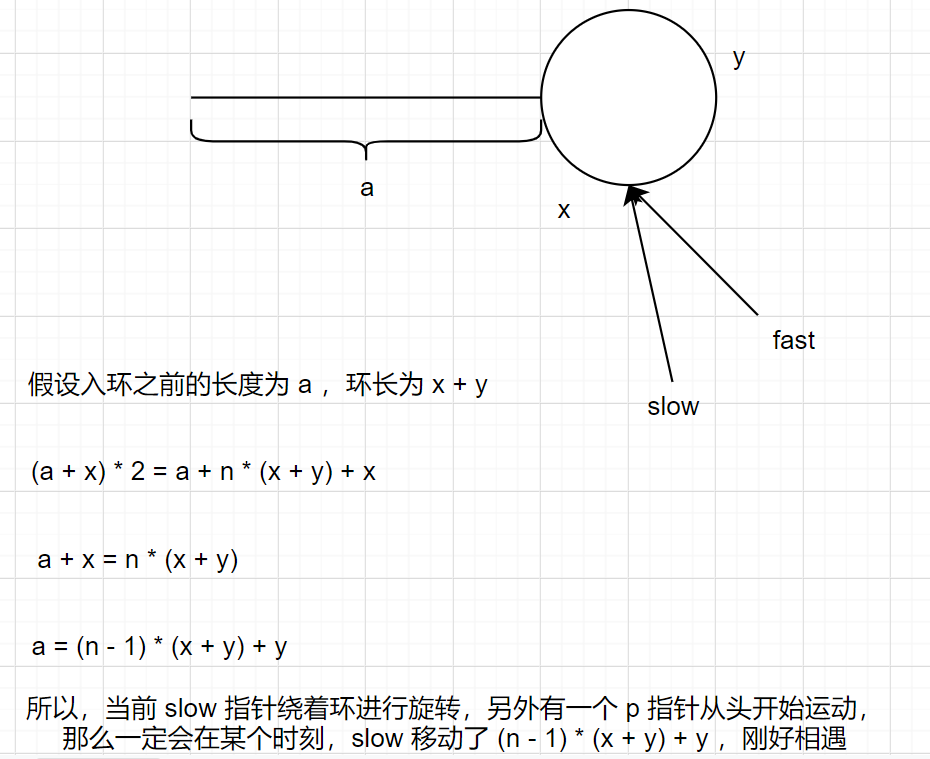 y
a
x
fast
slow
假设入环之前的长度为 a ，环长为 x + y
(a + x) * 2 = a + n * (x + y) + x
a + x = n * (x + y)
a = (n - 1) * (x + y) + y
所以，当前 slow 指针绕着环进行旋转，另外有一个 p 指针从头开始运动，
那么一定会在某个时刻，slow 移动了 (n - 1) * (x + y) + y ，刚好相遇